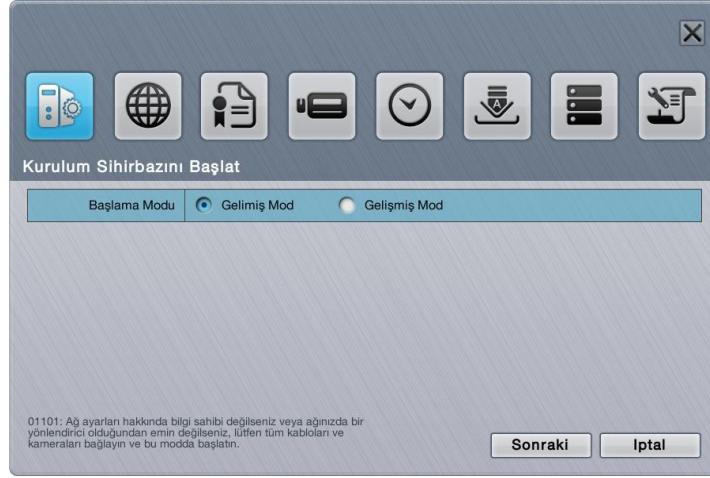 Kurulum Sihirbazını Başlat
Başlama Modu Gelimiş Mod Gelişmiş Mod
01101: Ağ ayarları hakkında bilgi sahibi değilseniz veya ağınızda bir
yönlendirici olduğundan emin değilseniz, lütfen tüm kabloları ve
kameraları bağlayın ve bu modda başlatın.
Sonraki Iptal